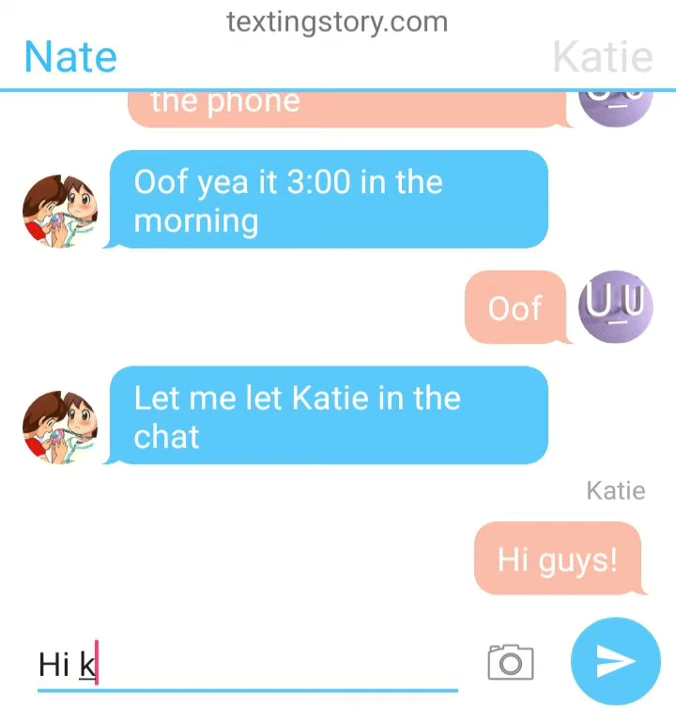 textingstory.com
Nate
Katie
the phone
Oof yea it 3:00 in the
morning
Oof
U_U
Let me let Katie in the
chat
Katie
Hi guys!
Hi k